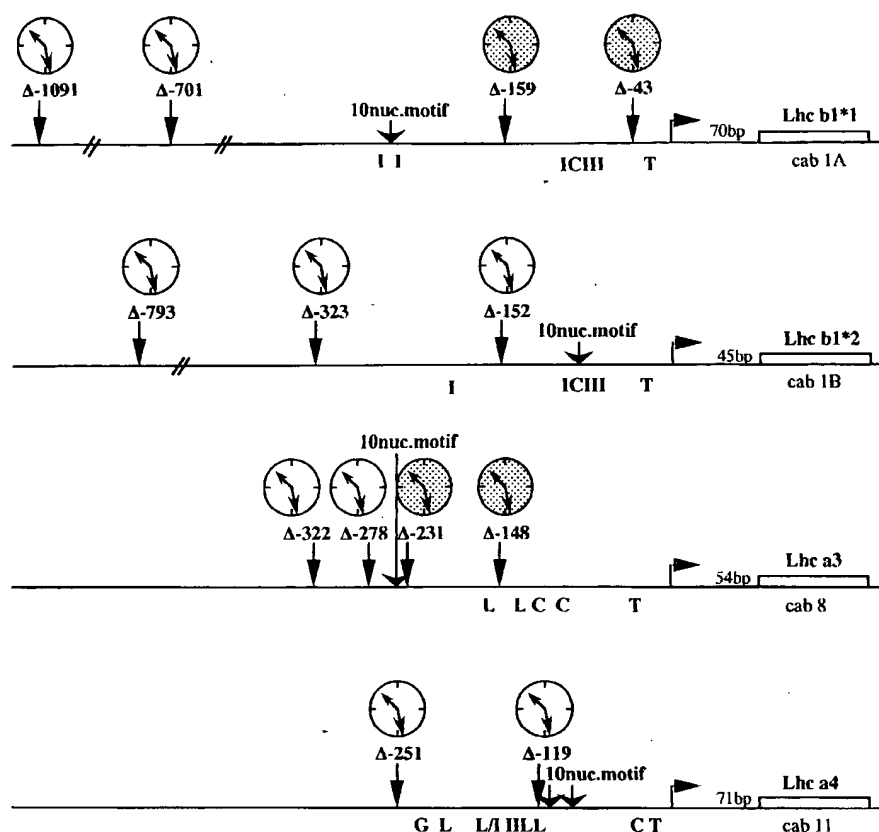 Δ-1091 Δ-701 Δ-159 Δ-43
10nuc.motif 70bp Lhc b1*1
I I ICIII T cab 1A
Δ-793 Δ-323 Δ-152
10nuc.motif 45bp Lhc b1*2
I ICIII T cab 1B
10nuc.motif
Δ-322 Δ-278 Δ-231 Δ-148
54bp Lhc a3
L L C C T cab 8
Δ-251 Δ-119
10nuc.motif 71bp Lhc a4
G L L/I IIILL C T cab 11